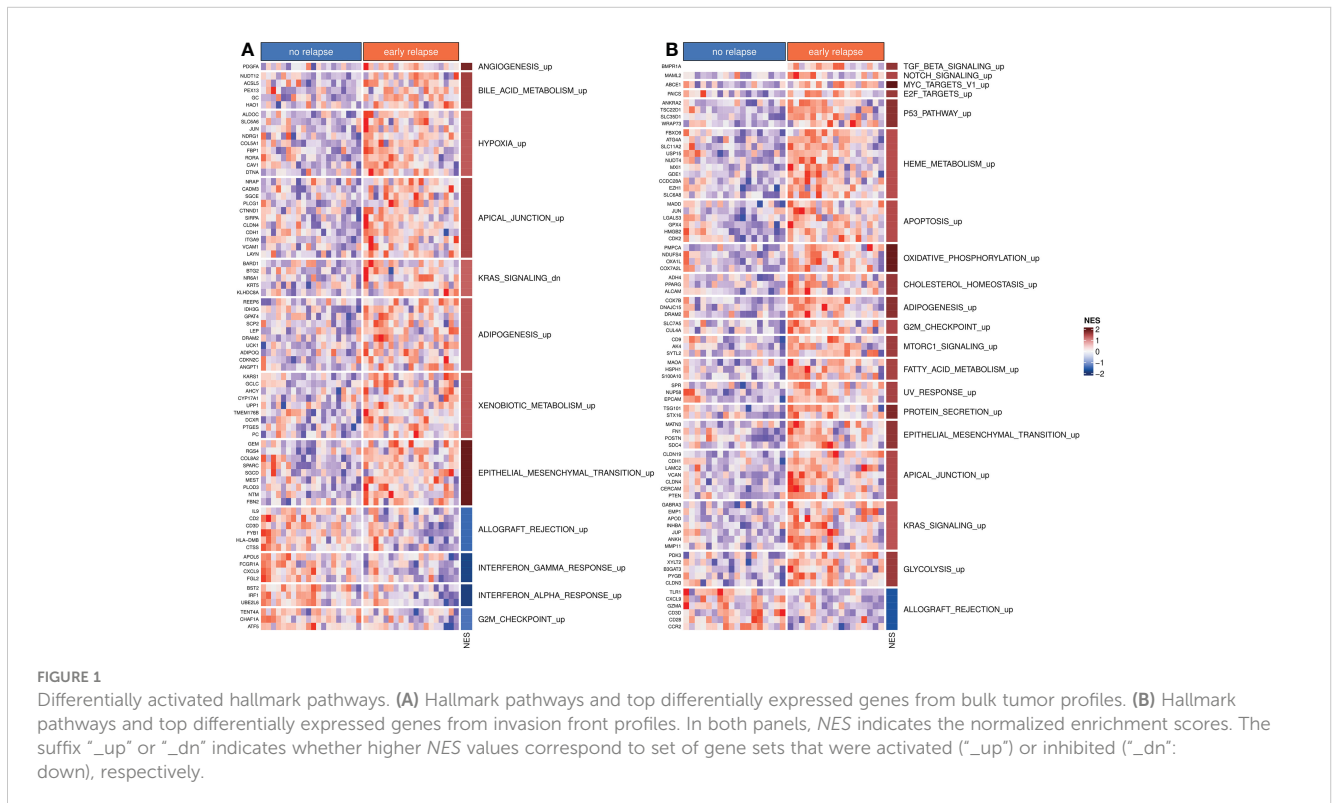 A
no relapse
early relapse
PDGFA
ANGIOGENESIS_up
NUDT12
ACSL5
PEX13
GC
HAO1
BILE_ACID_METABOLISM_up
ALDOC
SLC6A6
JUN
NDRG1
COL5A1
FBP1
RORA
CAV1
DTNA
HYPOXIA_up
NRAP
CADM3
SGCE
PLCG1
CTNND1
SIRPA
CLDN4
CDH1
ITGA9
VCAM1
LAYN
APICAL_JUNCTION_up
BARD1
BTG2
NR6A1
KRT5
KLHDC8A
KRAS_SIGNALING_dn
REEP6
IDH3G
GPAT4
SCP2
LEP
DRAM2
UCK1
ADIPOQ
CDKN2C
ANGPT1
ADIPOGENESIS_up
KARS1
GCLC
AHCY
CYP17A1
UPP1
TMEM176B
DCXR
PTGES
PC
XENOBIOTIC_METABOLISM_up
GEM
RGS4
COL6A2
SPARC
SGCD
MEST
PLOD3
NTM
FBN2
EPITHELIAL_MESENCHYMAL_TRANSITION_up
IL9
CD2
CD3D
FYB1
HLA-DMB
CTSS
ALLOGRAFT_REJECTION_up
APOL6
FCGR1A
CXCL9
FGL2
INTERFERON_GAMMA_RESPONSE_up
BST2
IRF1
UBE2L6
INTERFERON_ALPHA_RESPONSE_up
TENT4A
CHAF1A
ATF5
G2M_CHECKPOINT_up
NES
B
no relapse
early relapse
BMPR1A
TGF_BETA_SIGNALING_up
MAML2
NOTCH_SIGNALING_up
ABCE1
MYC_TARGETS_V1_up
PAICS
E2F_TARGETS_up
ANKRA2
TSC22D1
SLC35D1
WRAP73
P53_PATHWAY_up
FBXO9
ATG4A
SLC11A2
USP15
NUDT4
MXI1
GDE1
CCDC28A
EZH1
SLC6A8
HEME_METABOLISM_up
MADD
JUN
LGALS3
GPX4
HMGB2
CDK2
APOPTOSIS_up
PMPCA
NDUFS4
OXA1L
COX7A2L
OXIDATIVE_PHOSPHORYLATION_up
ADH4
PPARG
ALCAM
CHOLESTEROL_HOMEOSTASIS_up
COX7B
DNAJC15
DRAM2
ADIPOGENESIS_up
SLC7A5
CUL4A
G2M_CHECKPOINT_up
CD9
AK4
SYTL2
MTORC1_SIGNALING_up
MAOA
HSPH1
S100A10
FATTY_ACID_METABOLISM_up
SPR
NUP58
EPCAM
UV_RESPONSE_up
TSG101
STX16
PROTEIN_SECRETION_up
MATN3
FN1
POSTN
SDC4
EPITHELIAL_MESENCHYMAL_TRANSITION_up
CLDN19
CDH1
LAMC2
VCAN
CLDN4
CERCAM
PTEN
APICAL_JUNCTION_up
GABRA3
EMP1
APOD
INHBA
JUP
ANKH
MMP11
KRAS_SIGNALING_up
PDK3
XYLT2
B3GAT3
PYGB
CLDN3
GLYCOLYSIS_up
TLR1
CXCL9
GZMA
CD3D
CD28
CCR2
ALLOGRAFT_REJECTION_up
NES
NES
2
1
0
−1
−2
FIGURE 1
Differentially activated hallmark pathways. (A) Hallmark pathways and top differentially expressed genes from bulk tumor profiles. (B) Hallmark
pathways and top differentially expressed genes from invasion front profiles. In both panels, NES indicates the normalized enrichment scores. The
suffix “_up” or “_dn” indicates whether higher NES values correspond to set of gene sets that were activated (“_up”) or inhibited (“_dn”:
down), respectively.